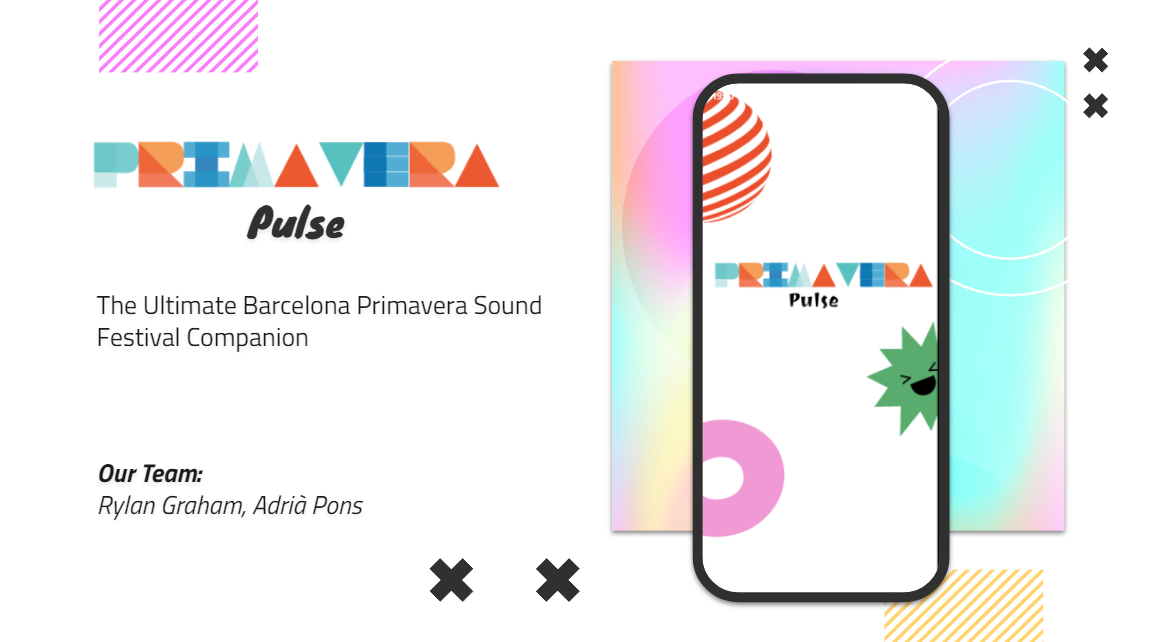 PRIMAVERA
Pulse
The Ultimate Barcelona Primavera Sound
Festival Companion
Our Team:
Rylan Graham, Adrià Pons
PRIMAVERA
Pulse